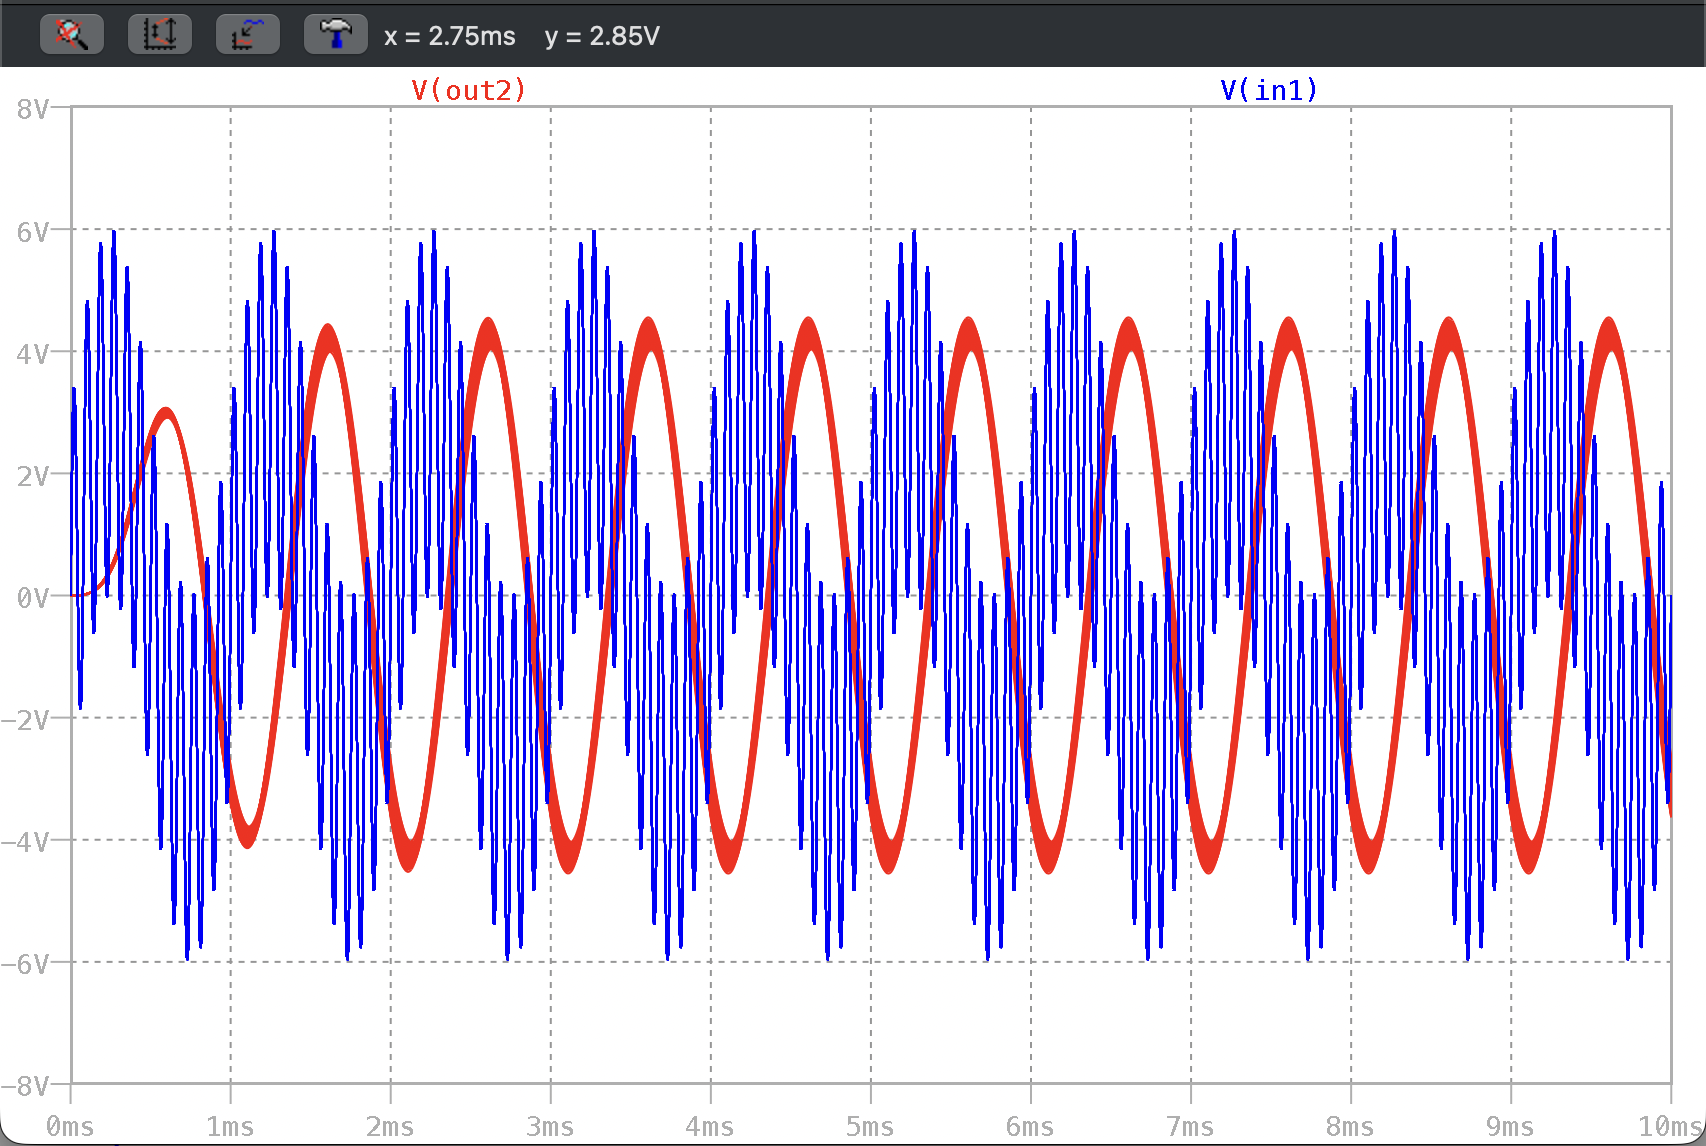 x = 2.75ms y = 2.85V
V(out2) V(in1)
8V
6V
4V
2V
0V
−2V
−4V
−6V
−8V
0ms 1ms 2ms 3ms 4ms 5ms 6ms 7ms 8ms 9ms 10ms